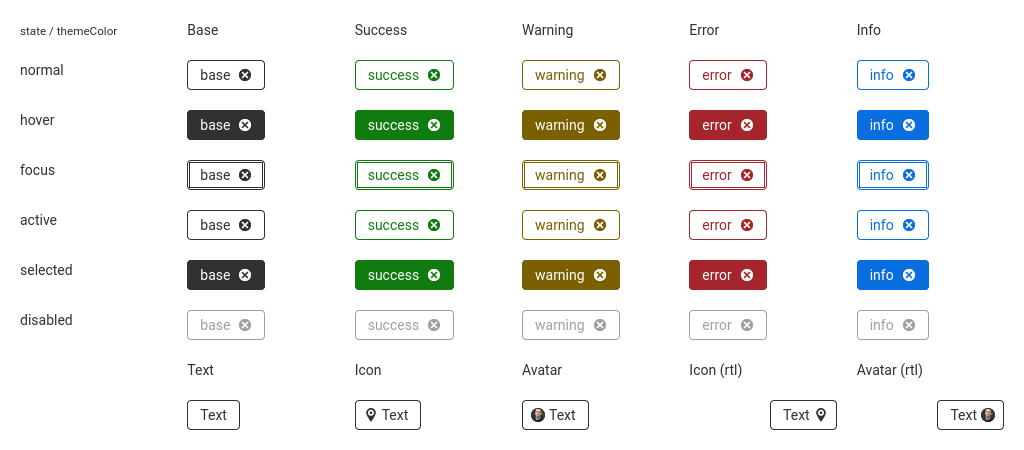 state / themeColor Base Success Warning Error Info
normal base success warning error info
hover base success warning error info
focus base success warning error info
active base success warning error info
selected base success warning error info
disabled base success warning error info
Text Icon Avatar Icon (rtl) Avatar (rtl)
Text Text Text Text Text